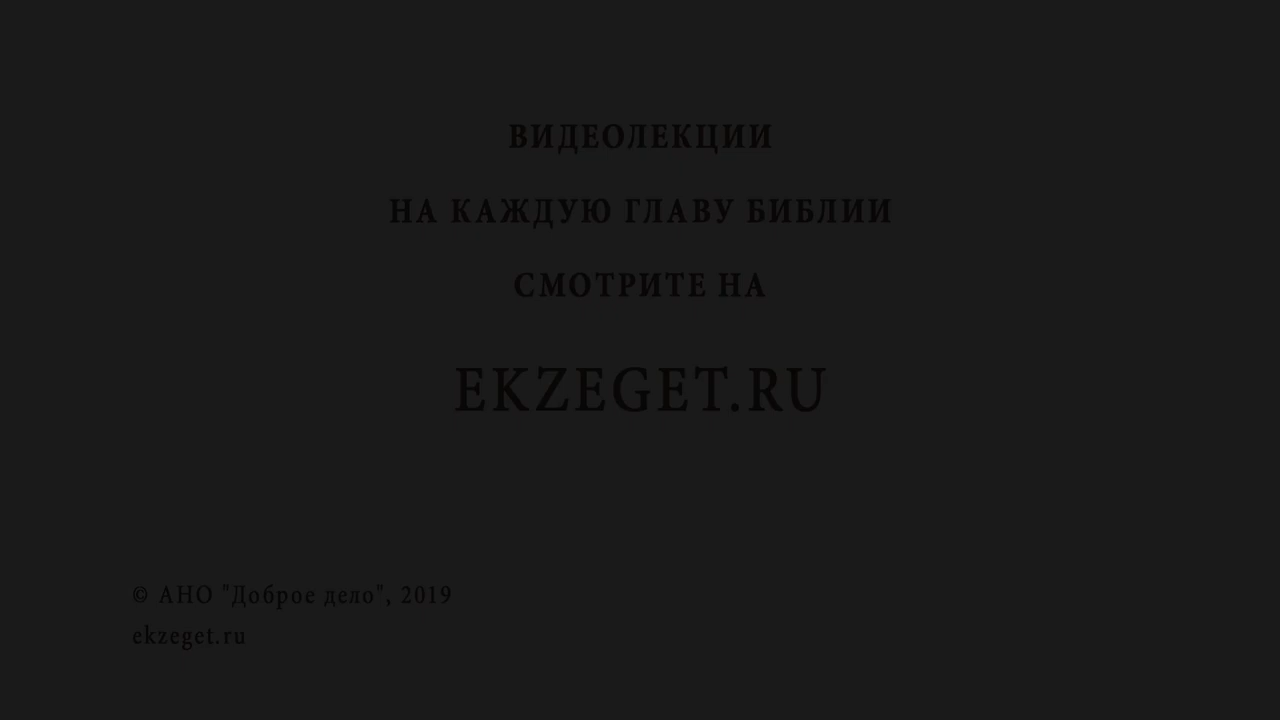 ВИДЕОЛЕКЦИИ
НА КАЖДУЮ ГЛАВУ БИБЛИИ
СМОТРИТЕ НА
EKZEGET.RU
© АНО "Доброе дело", 2019
ekzeget.ru